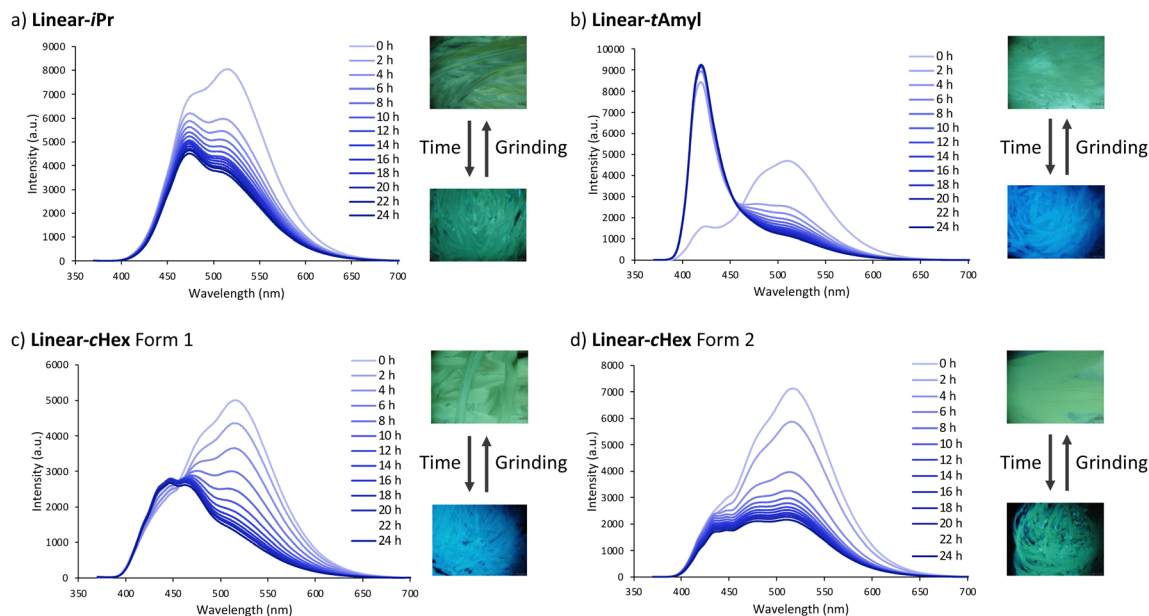 a) Linear-iPr
Intensity (a.u.)
9000
8000
7000
6000
5000
4000
3000
2000
1000
0
350 400 450 500 550 600 650 700
Wavelength (nm)
0 h
2 h
4 h
6 h
8 h
10 h
12 h
14 h
16 h
18 h
20 h
22 h
24 h
Time Grinding
b) Linear-tAmyl
Intensity (a.u.)
10000
9000
8000
7000
6000
5000
4000
3000
2000
1000
0
350 400 450 500 550 600 650 700
Wavelength (nm)
0 h
2 h
4 h
6 h
8 h
10 h
12 h
14 h
16 h
18 h
20 h
22 h
24 h
Time Grinding
c) Linear-cHex Form 1
Intensity (a.u.)
6000
5000
4000
3000
2000
1000
0
350 400 450 500 550 600 650 700
Wavelength (nm)
0 h
2 h
4 h
6 h
8 h
10 h
12 h
14 h
16 h
18 h
20 h
22 h
24 h
Time Grinding
d) Linear-cHex Form 2
Intensity (a.u.)
8000
7000
6000
5000
4000
3000
2000
1000
0
350 400 450 500 550 600 650 700
Wavelength (nm)
0 h
2 h
4 h
6 h
8 h
10 h
12 h
14 h
16 h
18 h
20 h
22 h
24 h
Time Grinding